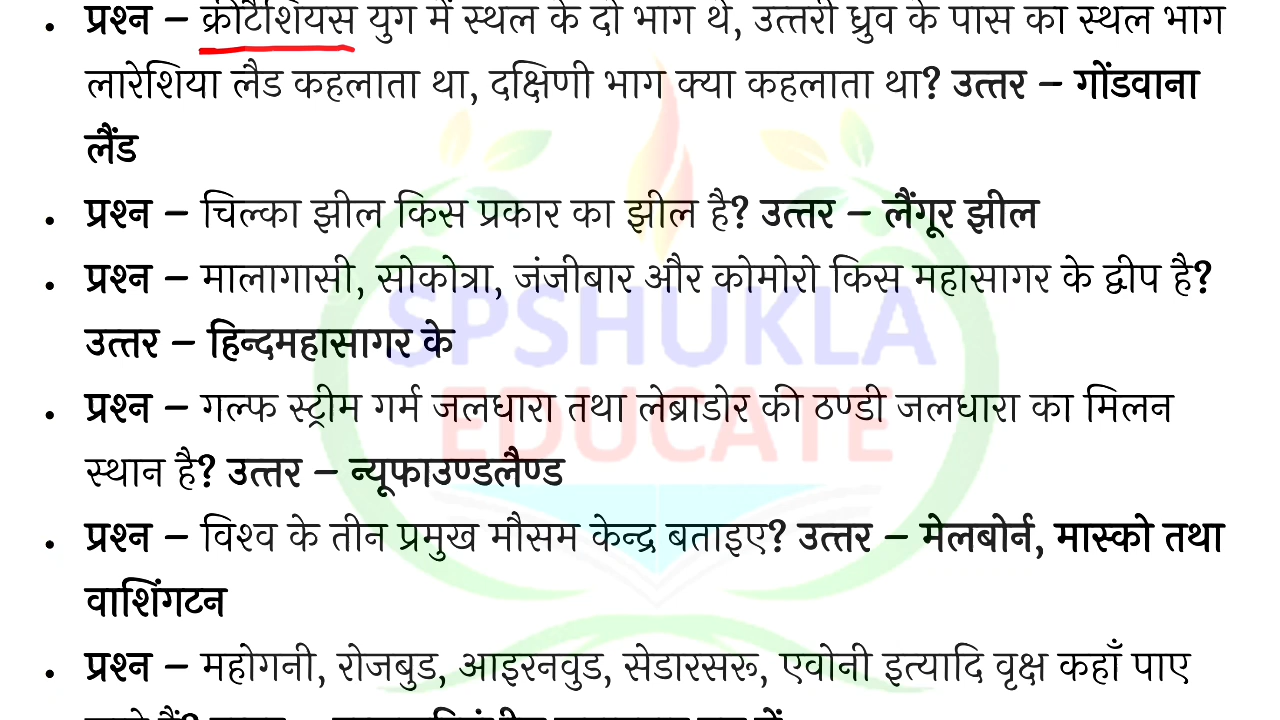 • प्रश्न – क्रीटैशियस युग में स्थल के दो भाग थे, उत्तरी ध्रुव के पास का स्थल भाग
लारेशिया लैड कहलाता था, दक्षिणी भाग क्या कहलाता था? उत्तर – गोंडवाना
लैंड
• प्रश्न – चिल्का झील किस प्रकार का झील है? उत्तर – लैंगूर झील
• प्रश्न – मालागासी, सोकोत्रा, जंजीबार और कोमोरो किस महासागर के द्वीप है?
उत्तर – हिन्दमहासागर के
• प्रश्न – गल्फ स्ट्रीम गर्म जलधारा तथा लेब्राडोर की ठण्डी जलधारा का मिलन
स्थान है? उत्तर – न्यूफाउण्डलैण्ड
• प्रश्न – विश्व के तीन प्रमुख मौसम केन्द्र बताइए? उत्तर – मेलबोर्न, मास्को तथा
वाशिंगटन
• प्रश्न – महोगनी, रोजबुड, आइरनवुड, सेडारसरू, एवोनी इत्यादि वृक्ष कहाँ पाए
SPSHUKLA
EDUCATE